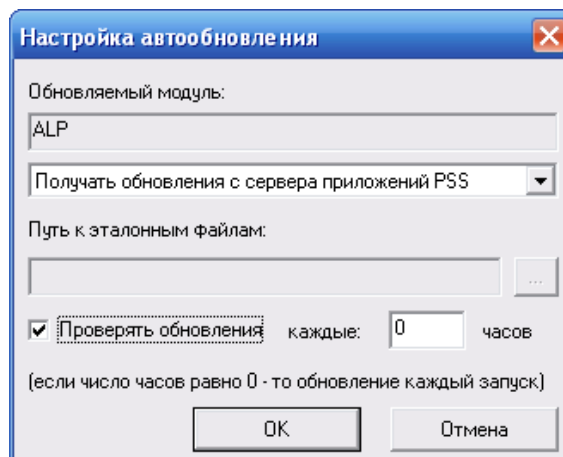 Настройка автообновления
Обновляемый модуль:
ALP
Получать обновления с сервера приложений PSS
Путь к эталонным файлам:
...
Проверять обновления каждые: 0 часов
(если число часов равно 0 - то обновление каждый запуск)
OK Отмена